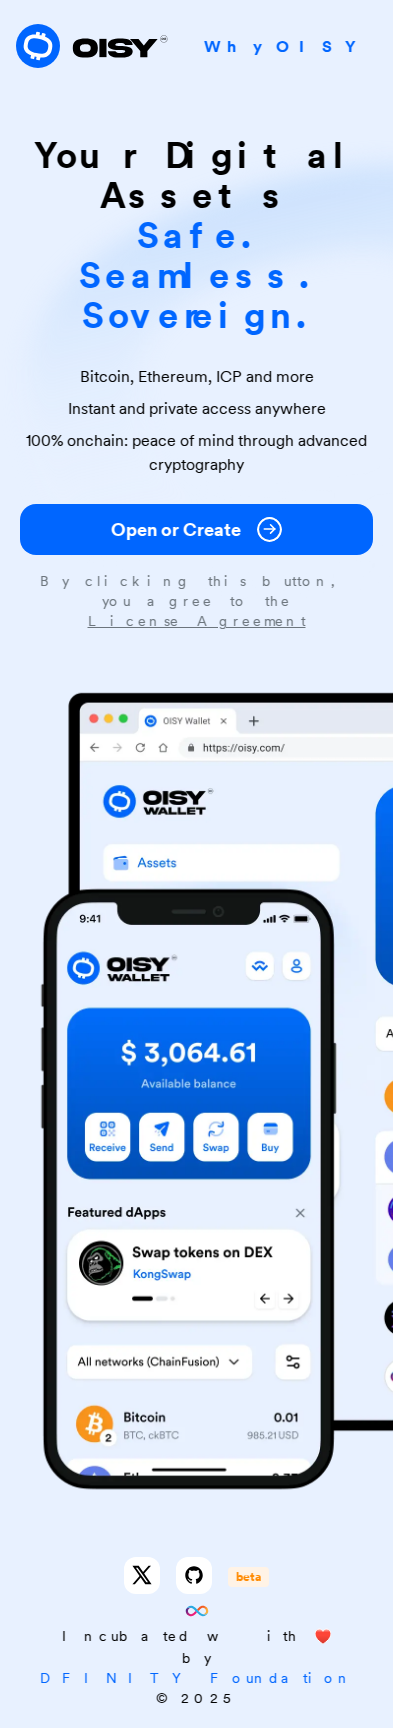 OISY Why OISY
Your Digital
Assets
Safe.
Seamless.
Sovereign.
Bitcoin, Ethereum, ICP and more
Instant and private access anywhere
100% onchain: peace of mind through advanced
cryptography
Open or Create
By clicking this button,
you agree to the
License Agreement
OISY Wallet
https://oisy.com/
OISY
WALLET
Assets
9:41
OISY
WALLET
$ 3,064.61
Available balance
Receive Send Swap Buy
Featured dApps
Swap tokens on DEX
KongSwap
All networks (ChainFusion)
Bitcoin 0.01
2 BTC, ckBTC 985.21 USD
beta
Incubated with ❤️
by
DFINITY Foundation
© 2025